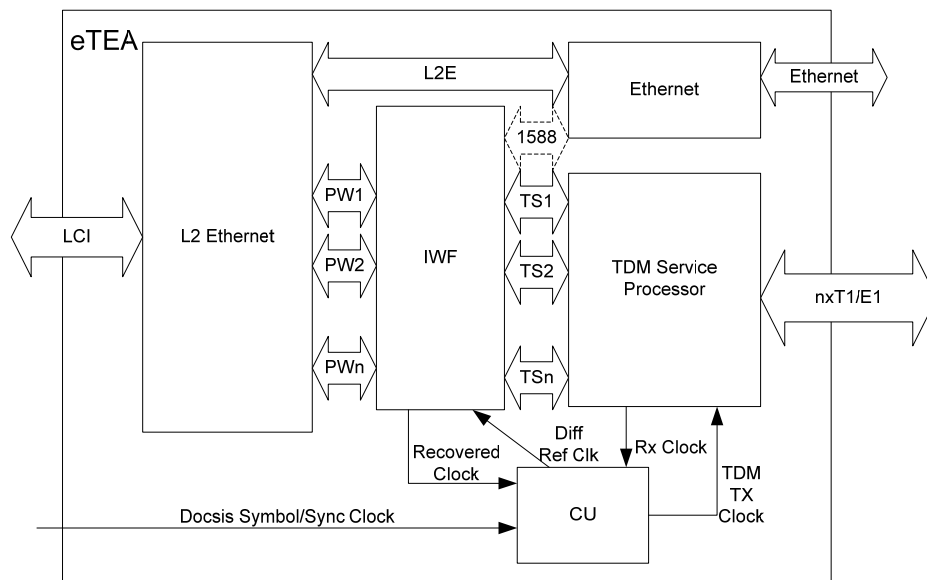 eTEA
L2E
Ethernet
Ethernet
1588
PW1
TS1
LCI
L2 Ethernet
IWF
PW2
TS2
TDM Service
Processor
nxT1/E1
PWn
TSn
Recovered
Clock
Diff
Ref Clk
Rx Clock
TDM
TX
Clock
CU
Docsis Symbol/Sync Clock